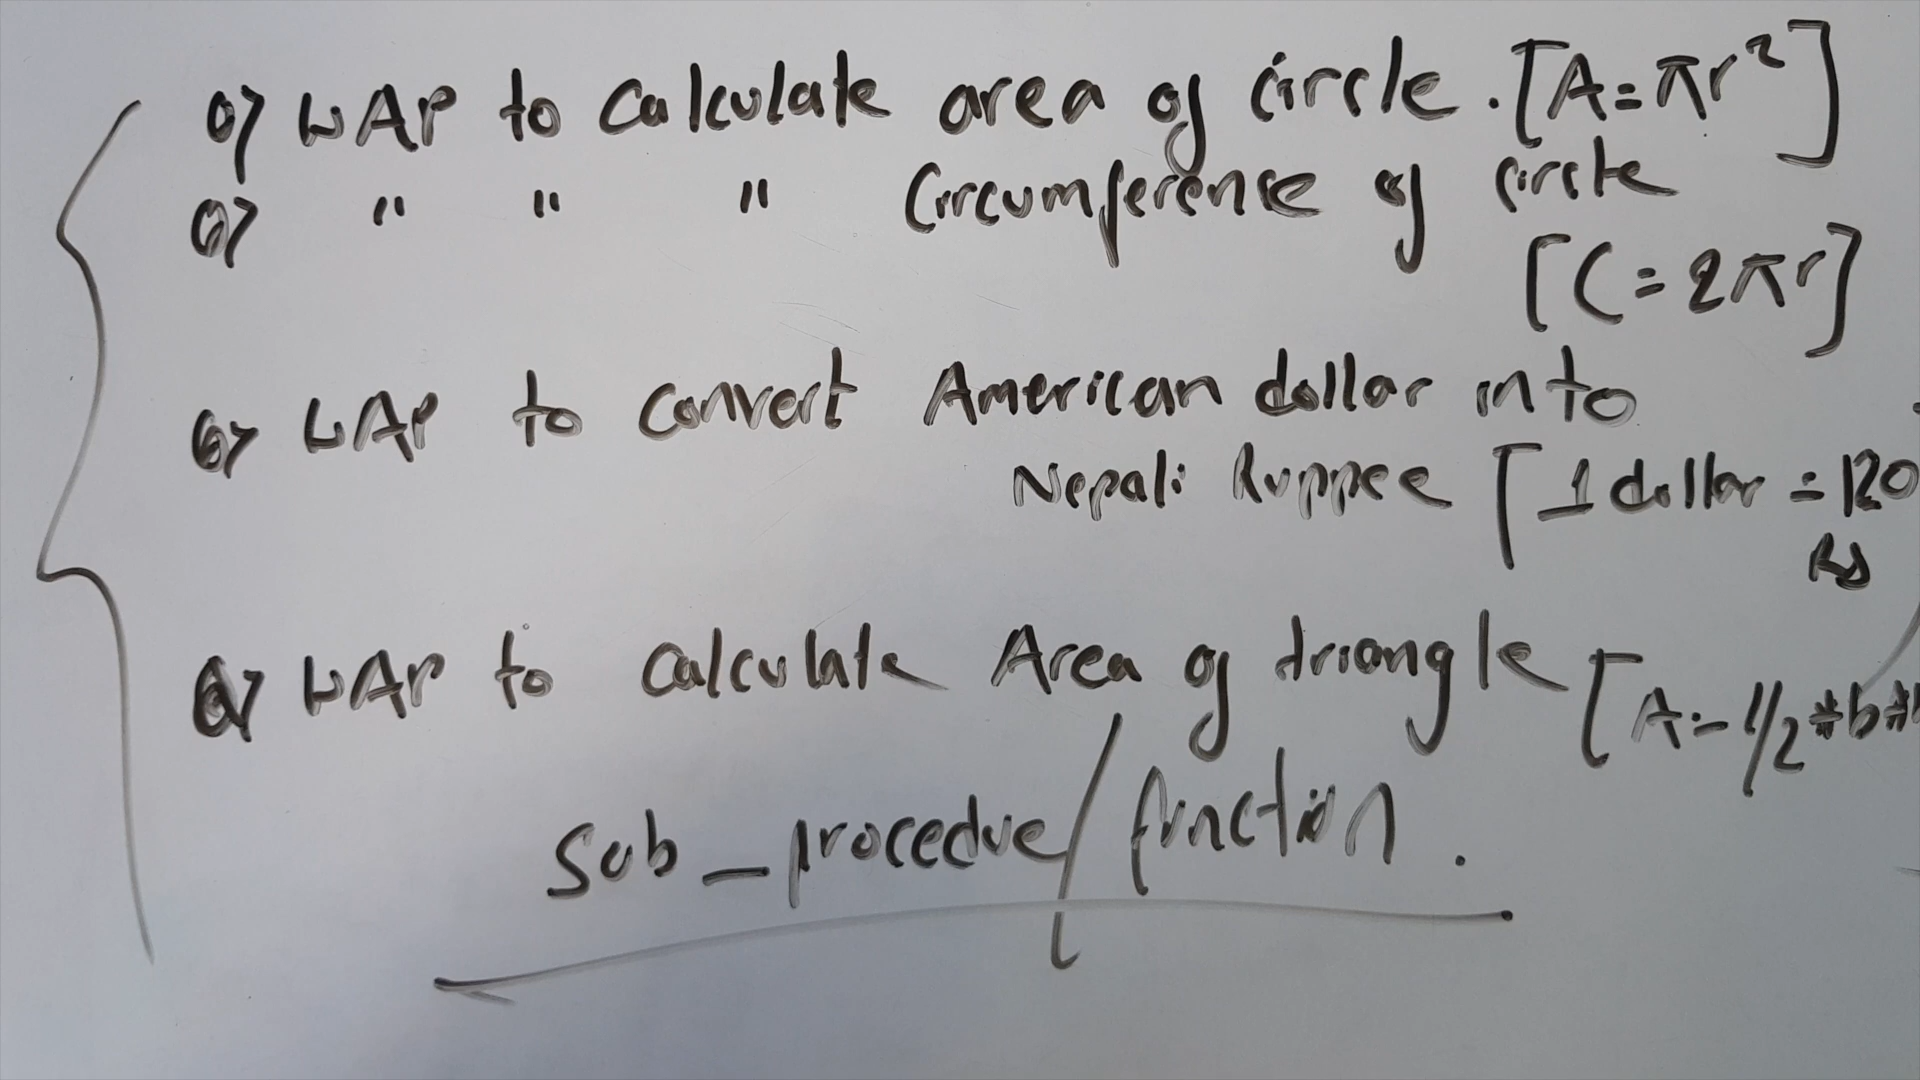 Q) WAP to Calculate area of circle. [A=πr²]
Q) " " " Circumference of circle
[C=2πr]
Q) WAP to convert American dollar into
Nepali Ruppee [1 dollar = 120
Rs
Q) WAP to calculate Area of triangle [A=1/2*b*h
Sub_procedue/function.